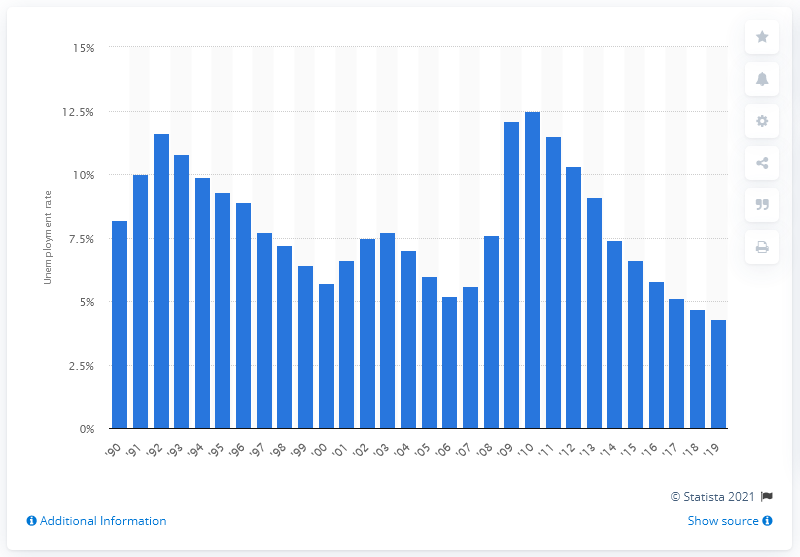 15%
12.5%
10%
7.5%
5%
2.5%
0%
Unemployment rate
'90 '91 '92 '93 '94 '95 '96 '97 '98 '99 '00 '01 '02 '03 '04 '05 '06 '07 '08 '09 '10 '11 '12 '13 '14 '15 '16 '17 '18 '19
© Statista 2021
Additional Information
Show source